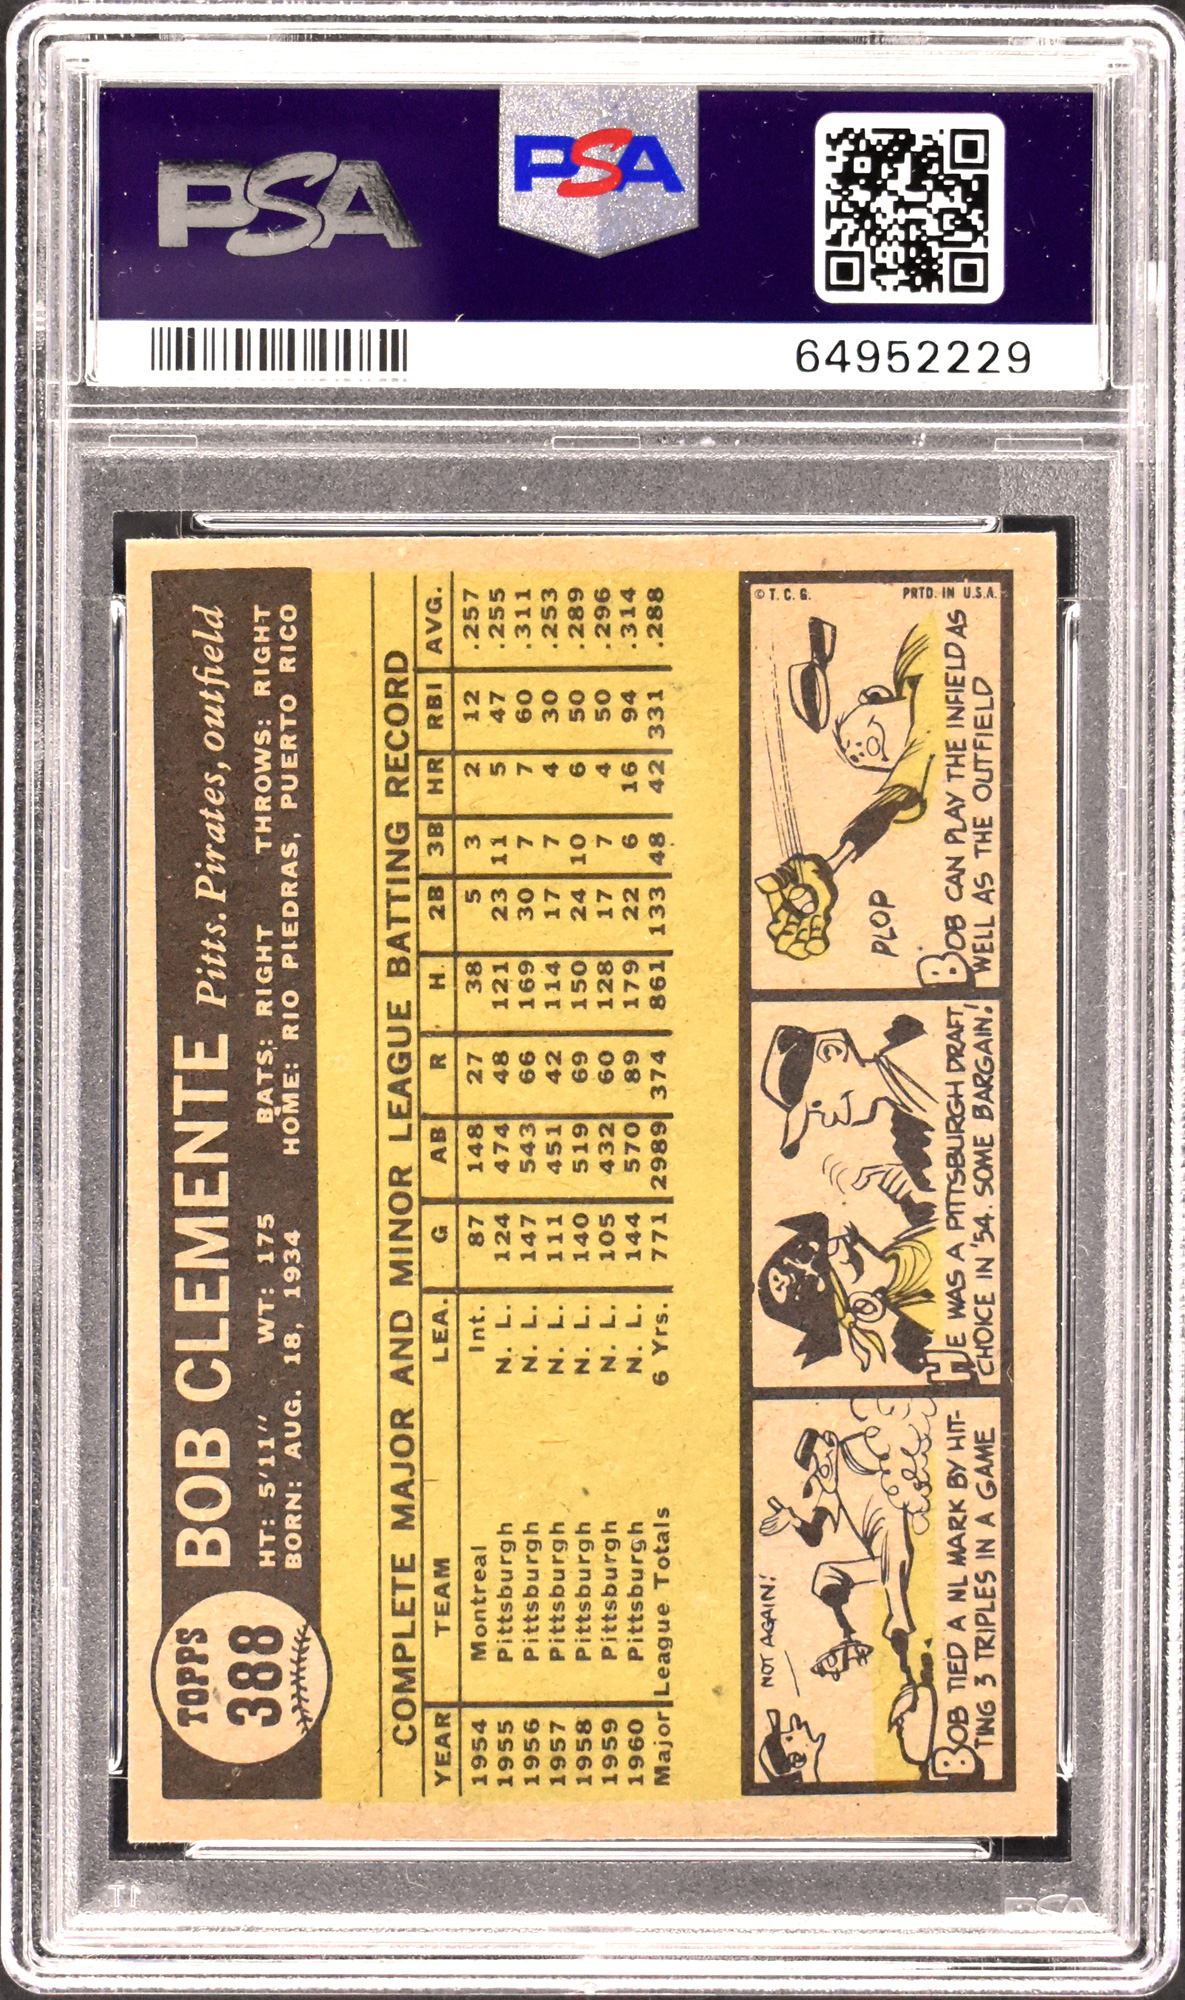 PSA
PSA
64952229
TOPPS
388
BOB CLEMENTE Pitts. Pirates, outfield
HT: 5'11" WT: 175 BATS: RIGHT THROWS: RIGHT
BORN: AUG. 18, 1934 HOME: RIO PIEDRAS, PUERTO RICO
COMPLETE MAJOR AND MINOR LEAGUE BATTING RECORD
YEAR TEAM LEA. G AB R H 2B 3B HR RBI AVG.
1954 Montreal Int. 87 148 27 38 5 3 2 12 .257
1955 Pittsburgh N. L. 124 474 48 121 23 11 5 47 .255
1956 Pittsburgh N. L. 147 543 66 169 30 7 7 60 .311
1957 Pittsburgh N. L. 111 451 42 114 17 7 4 30 .253
1958 Pittsburgh N. L. 140 519 69 150 24 10 6 50 .289
1959 Pittsburgh N. L. 105 432 60 128 17 7 4 50 .296
1960 Pittsburgh N. L. 144 570 89 179 22 6 16 94 .314
Major League Totals 6 Yrs. 771 2989 374 861 133 48 42 331 .288
NOT AGAIN!
BOB TIED A NL MARK BY HIT-
TING 3 TRIPLES IN A GAME
HE WAS A PITTSBURGH DRAFT
CHOICE IN '54. SOME BARGAIN!
© T. C. G. PRTD. IN U.S.A.
PLOP
BOB CAN PLAY THE INFIELD AS
WELL AS THE OUTFIELD
PSA